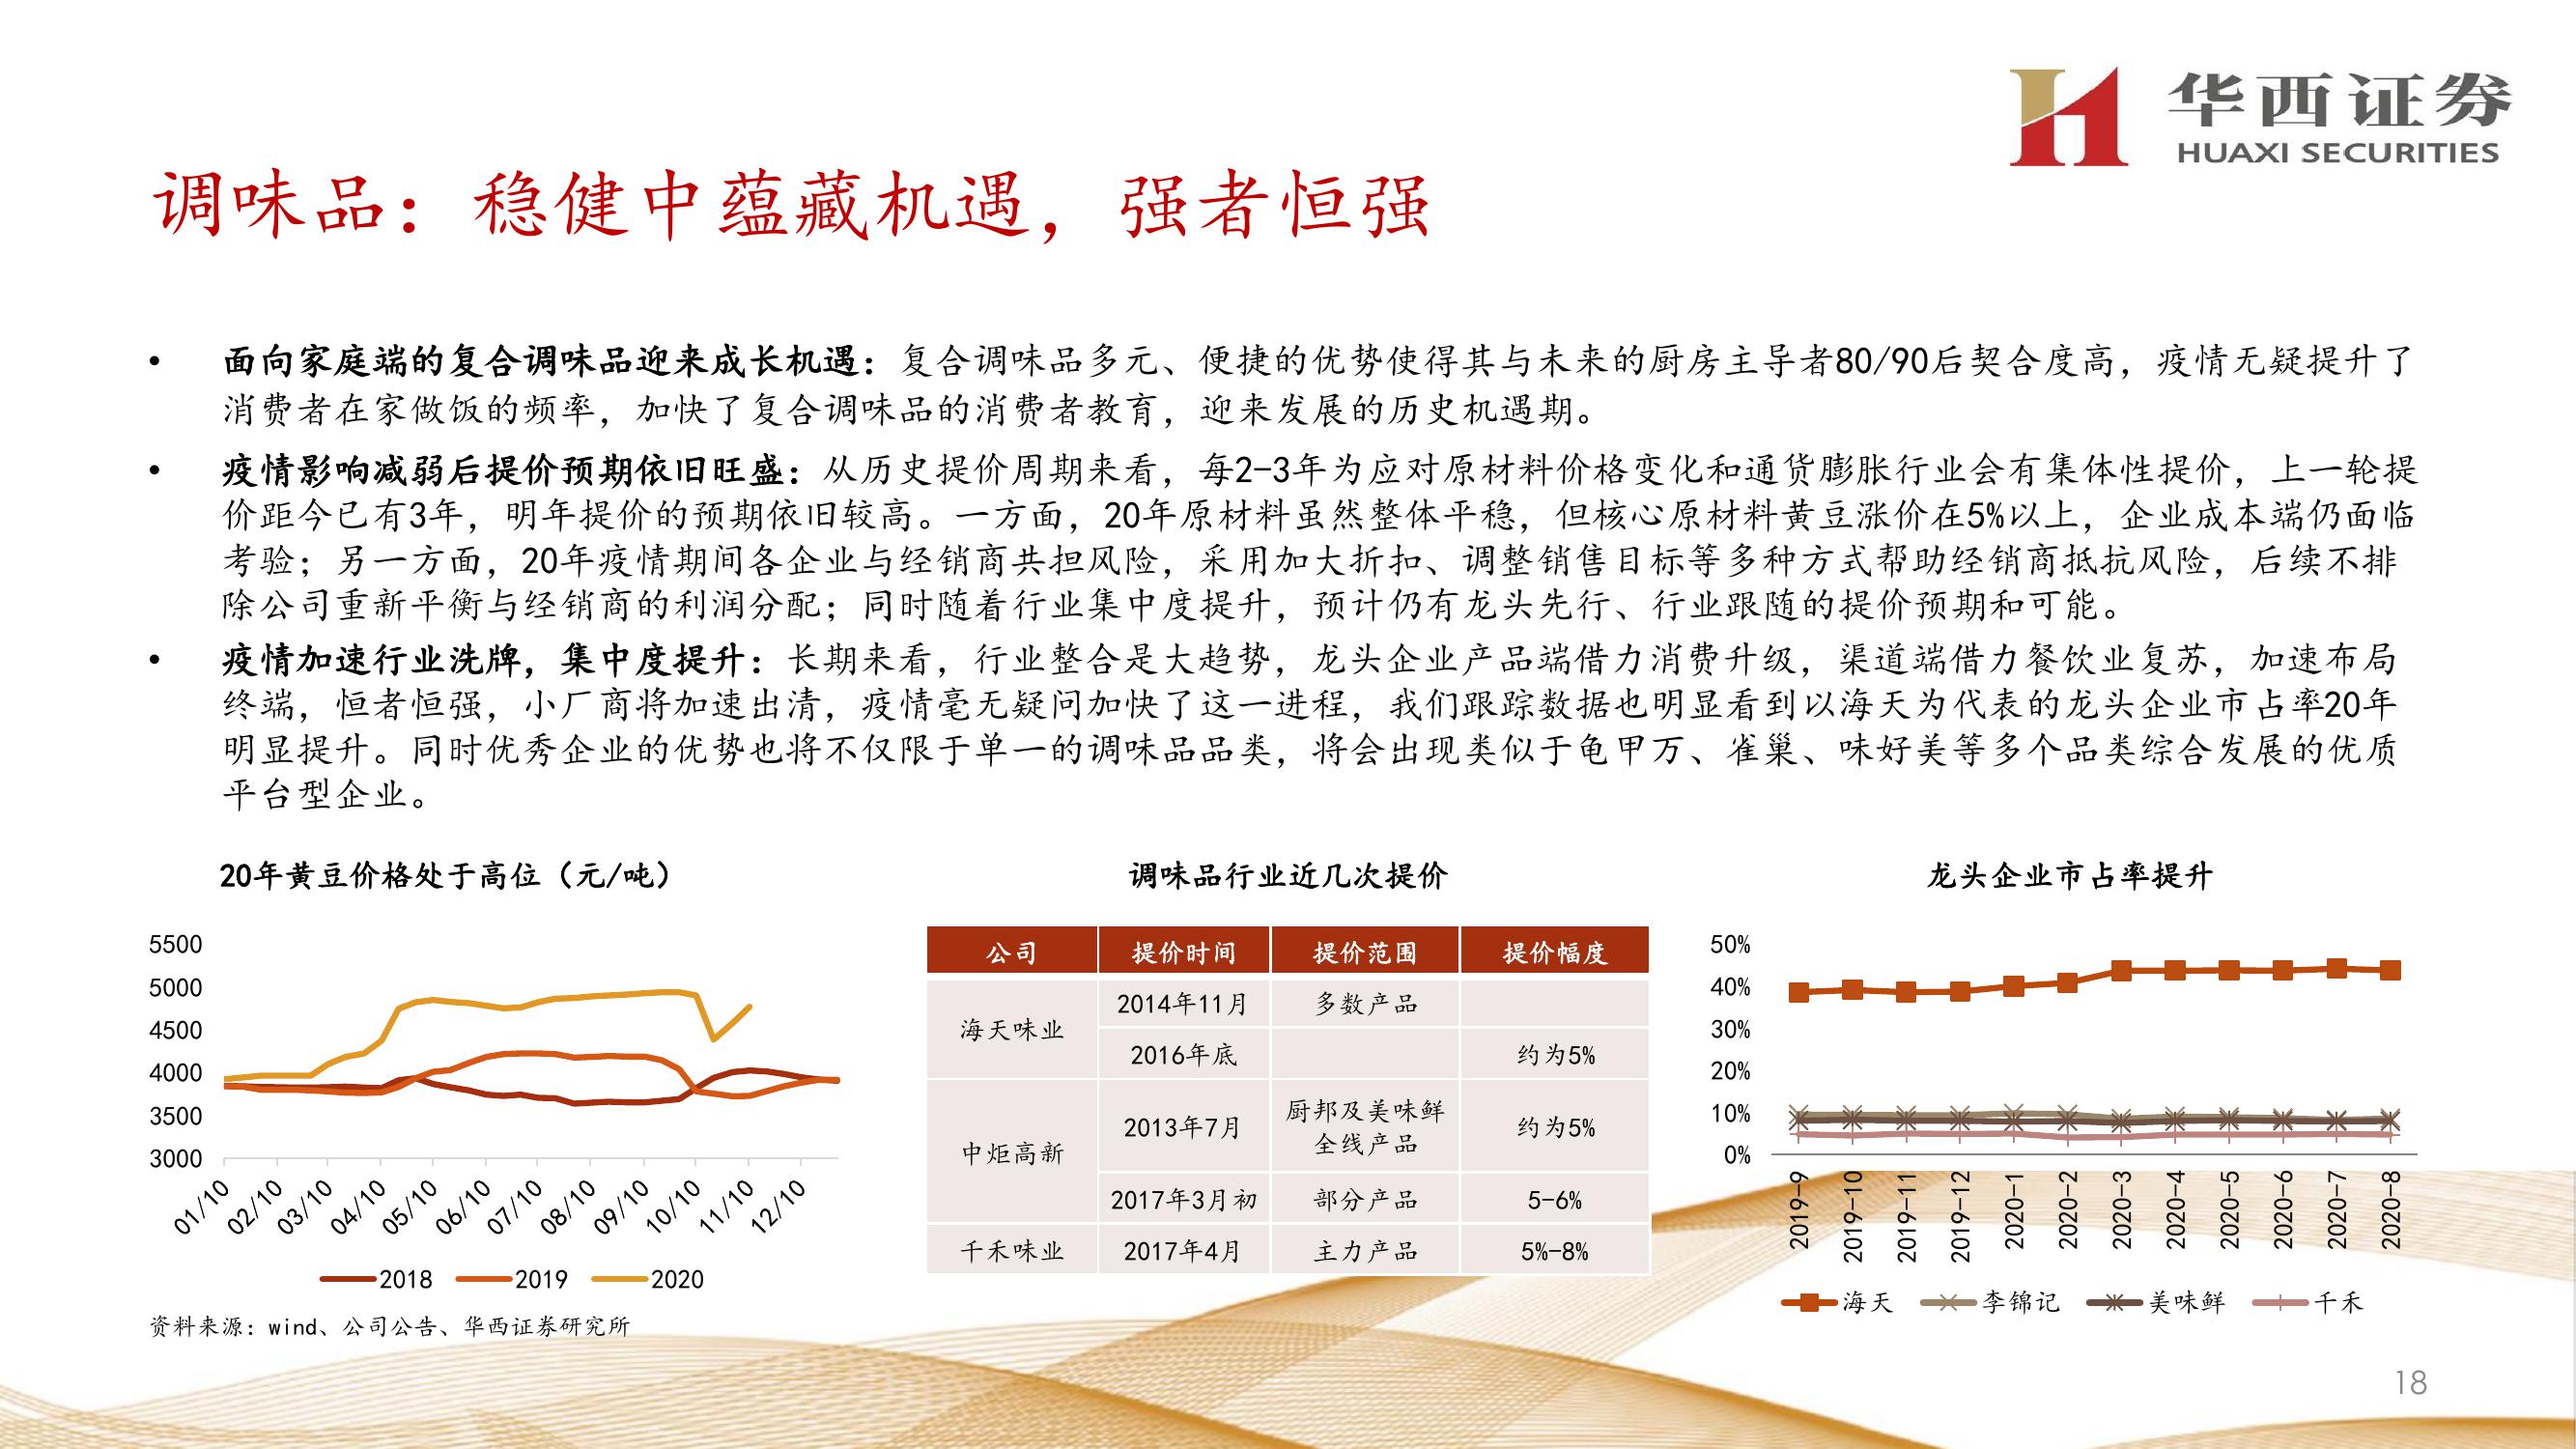 华西证券
HUAXI SECURITIES
调味品：稳健中蕴藏机遇，强者恒强
• 面向家庭端的复合调味品迎来成长机遇：复合调味品多元、便捷的优势使得其与未来的厨房主导者80/90后契合度高，疫情无疑提升了
消费者在家做饭的频率，加快了复合调味品的消费者教育，迎来发展的历史机遇期。
• 疫情影响减弱后提价预期依旧旺盛：从历史提价周期来看，每2-3年为应对原材料价格变化和通货膨胀行业会有集体性提价，上一轮提
价距今已有3年，明年提价的预期依旧较高。一方面，20年原材料虽然整体平稳，但核心原材料黄豆涨价在5%以上，企业成本端仍面临
考验；另一方面，20年疫情期间各企业与经销商共担风险，采用加大折扣、调整销售目标等多种方式帮助经销商抵抗风险，后续不排
除公司重新平衡与经销商的利润分配；同时随着行业集中度提升，预计仍有龙头先行、行业跟随的提价预期和可能。
• 疫情加速行业洗牌，集中度提升：长期来看，行业整合是大趋势，龙头企业产品端借力消费升级，渠道端借力餐饮业复苏，加速布局
终端，恒者恒强，小厂商将加速出清，疫情毫无疑问加快了这一进程，我们跟踪数据也明显看到以海天为代表的龙头企业市占率20年
明显提升。同时优秀企业的优势也将不仅限于单一的调味品品类，将会出现类似于龟甲万、雀巢、味好美等多个品类综合发展的优质
平台型企业。
20年黄豆价格处于高位（元/吨）
5500
5000
4500
4000
3500
3000
01/10 02/10 03/10 04/10 05/10 06/10 07/10 08/10 09/10 10/10 11/10 12/10
2018 2019 2020
调味品行业近几次提价
公司 提价时间 提价范围 提价幅度
海天味业 2014年11月 多数产品
2016年底 约为5%
中炬高新 2013年7月 厨邦及美味鲜 约为5%
全线产品
2017年3月初 部分产品 5-6%
千禾味业 2017年4月 主力产品 5%-8%
龙头企业市占率提升
50%
40%
30%
20%
10%
0%
2019-9 2019-10 2019-11 2019-12 2020-1 2020-2 2020-3 2020-4 2020-5 2020-6 2020-7 2020-8
海天 李锦记 美味鲜 千禾
资料来源：wind、公司公告、华西证券研究所
18